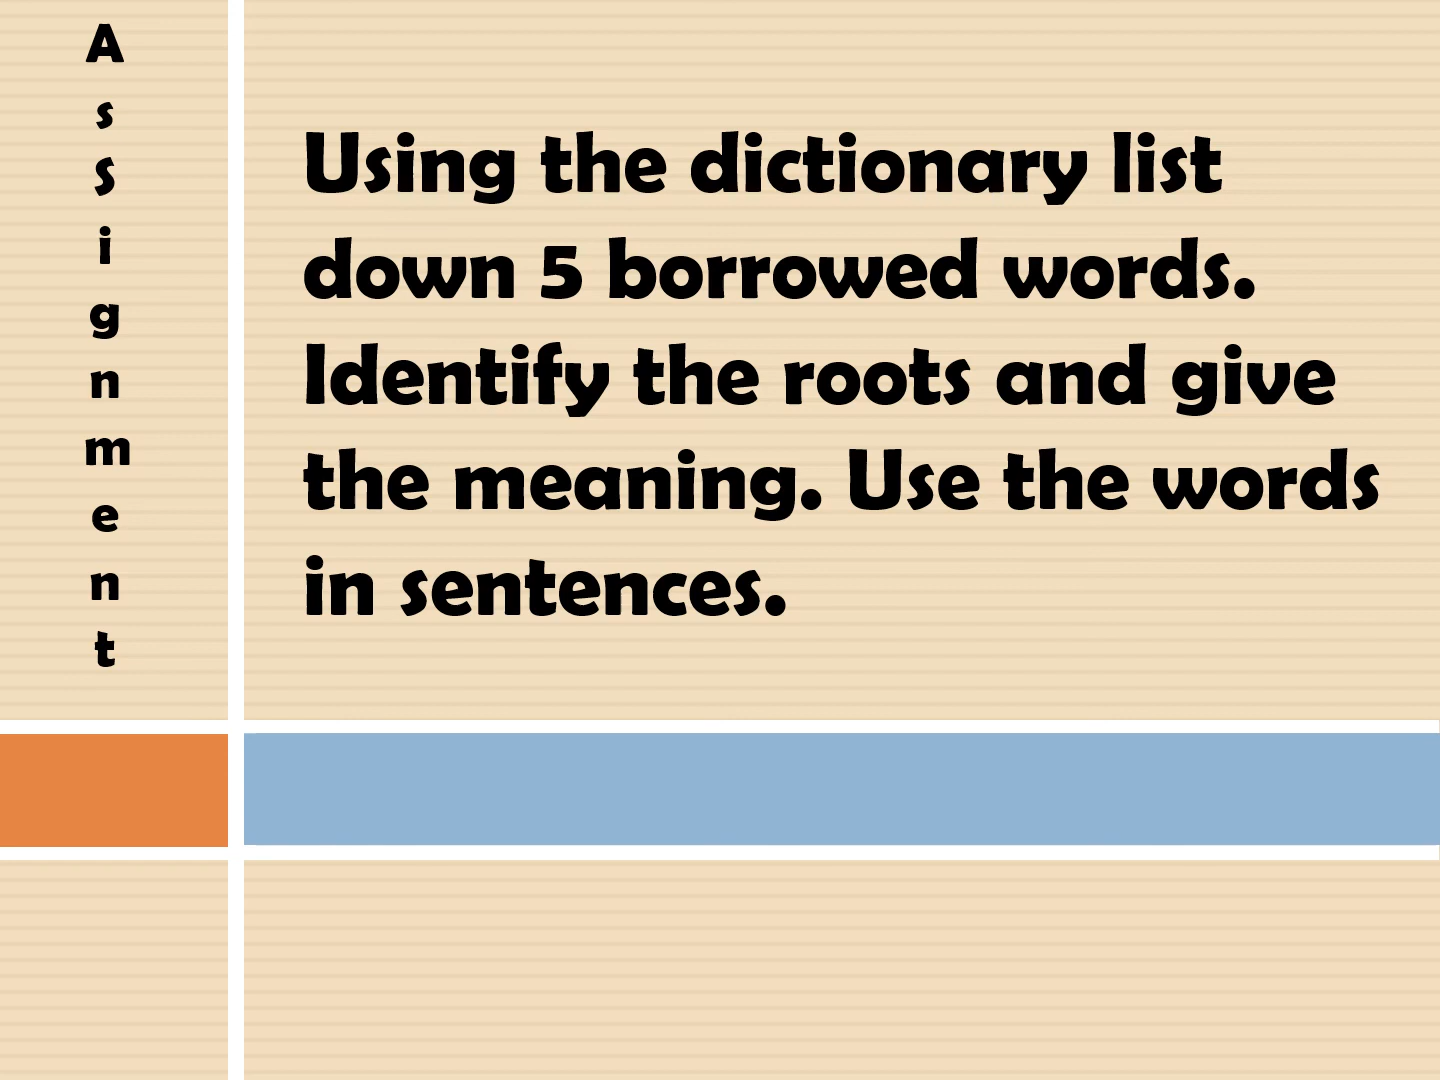 Assignment
Using the dictionary list
down 5 borrowed words.
Identify the roots and give
the meaning. Use the words
in sentences.